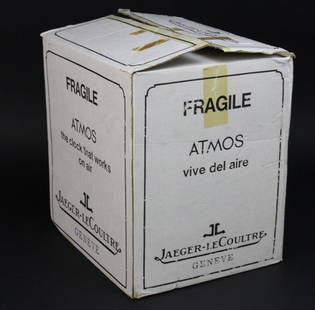 FRAGILE
ATMOS
the clock that works
on air
JAEGER-LECOULTRE
GENEVE
FRAGILE
ATMOS
vive del aire
JAEGER-LECOULTRE
GENEVE